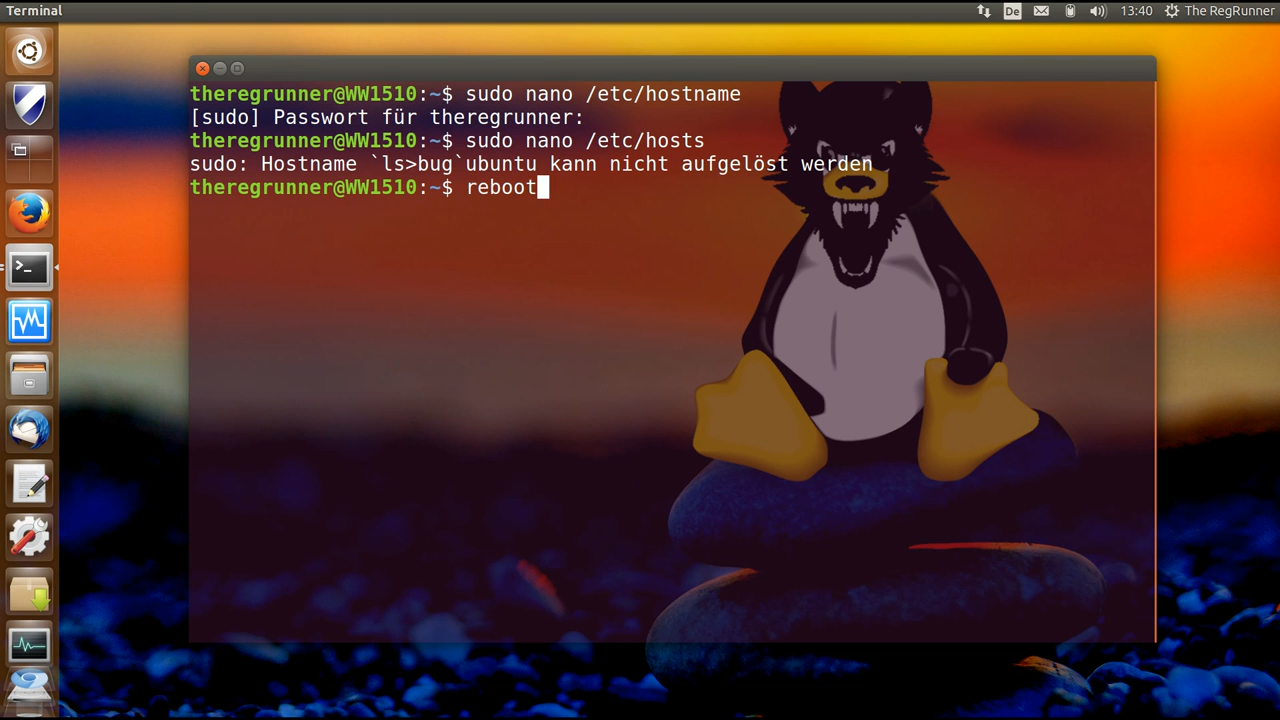 Terminal
De
13:40
The RegRunner
theregrunner@WW1510:~$ sudo nano /etc/hostname
[sudo] Passwort für theregrunner:
theregrunner@WW1510:~$ sudo nano /etc/hosts
sudo: Hostname `ls>bug`ubuntu kann nicht aufgelöst werden
theregrunner@WW1510:~$ reboot